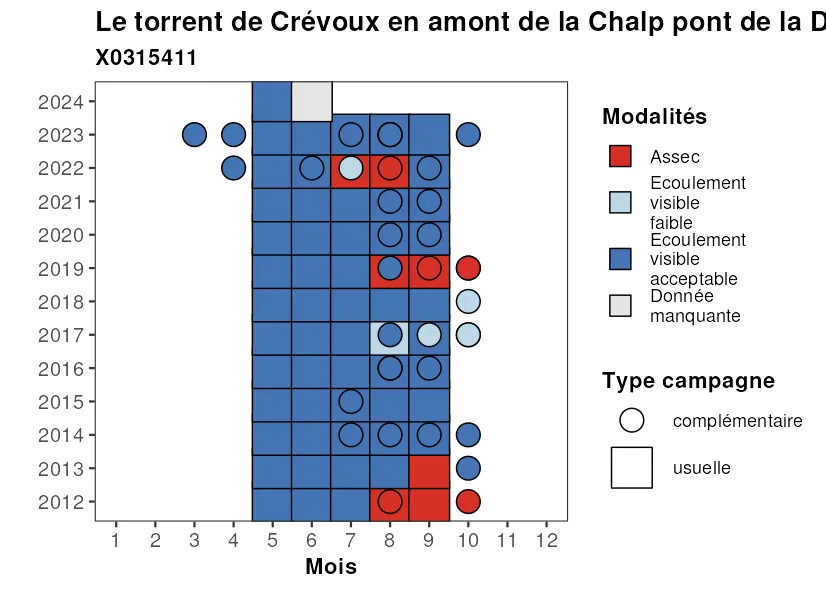 Le torrent de Crévoux en amont de la Chalp pont de la D
X0315411
2024
2023
2022
2021
2020
2019
2018
2017
2016
2015
2014
2013
2012
1 2 3 4 5 6 7 8 9 10 11 12
Mois
Modalités
Assec
Ecoulement
visible
faible
Ecoulement
visible
acceptable
Donnée
manquante
Type campagne
complémentaire
usuelle